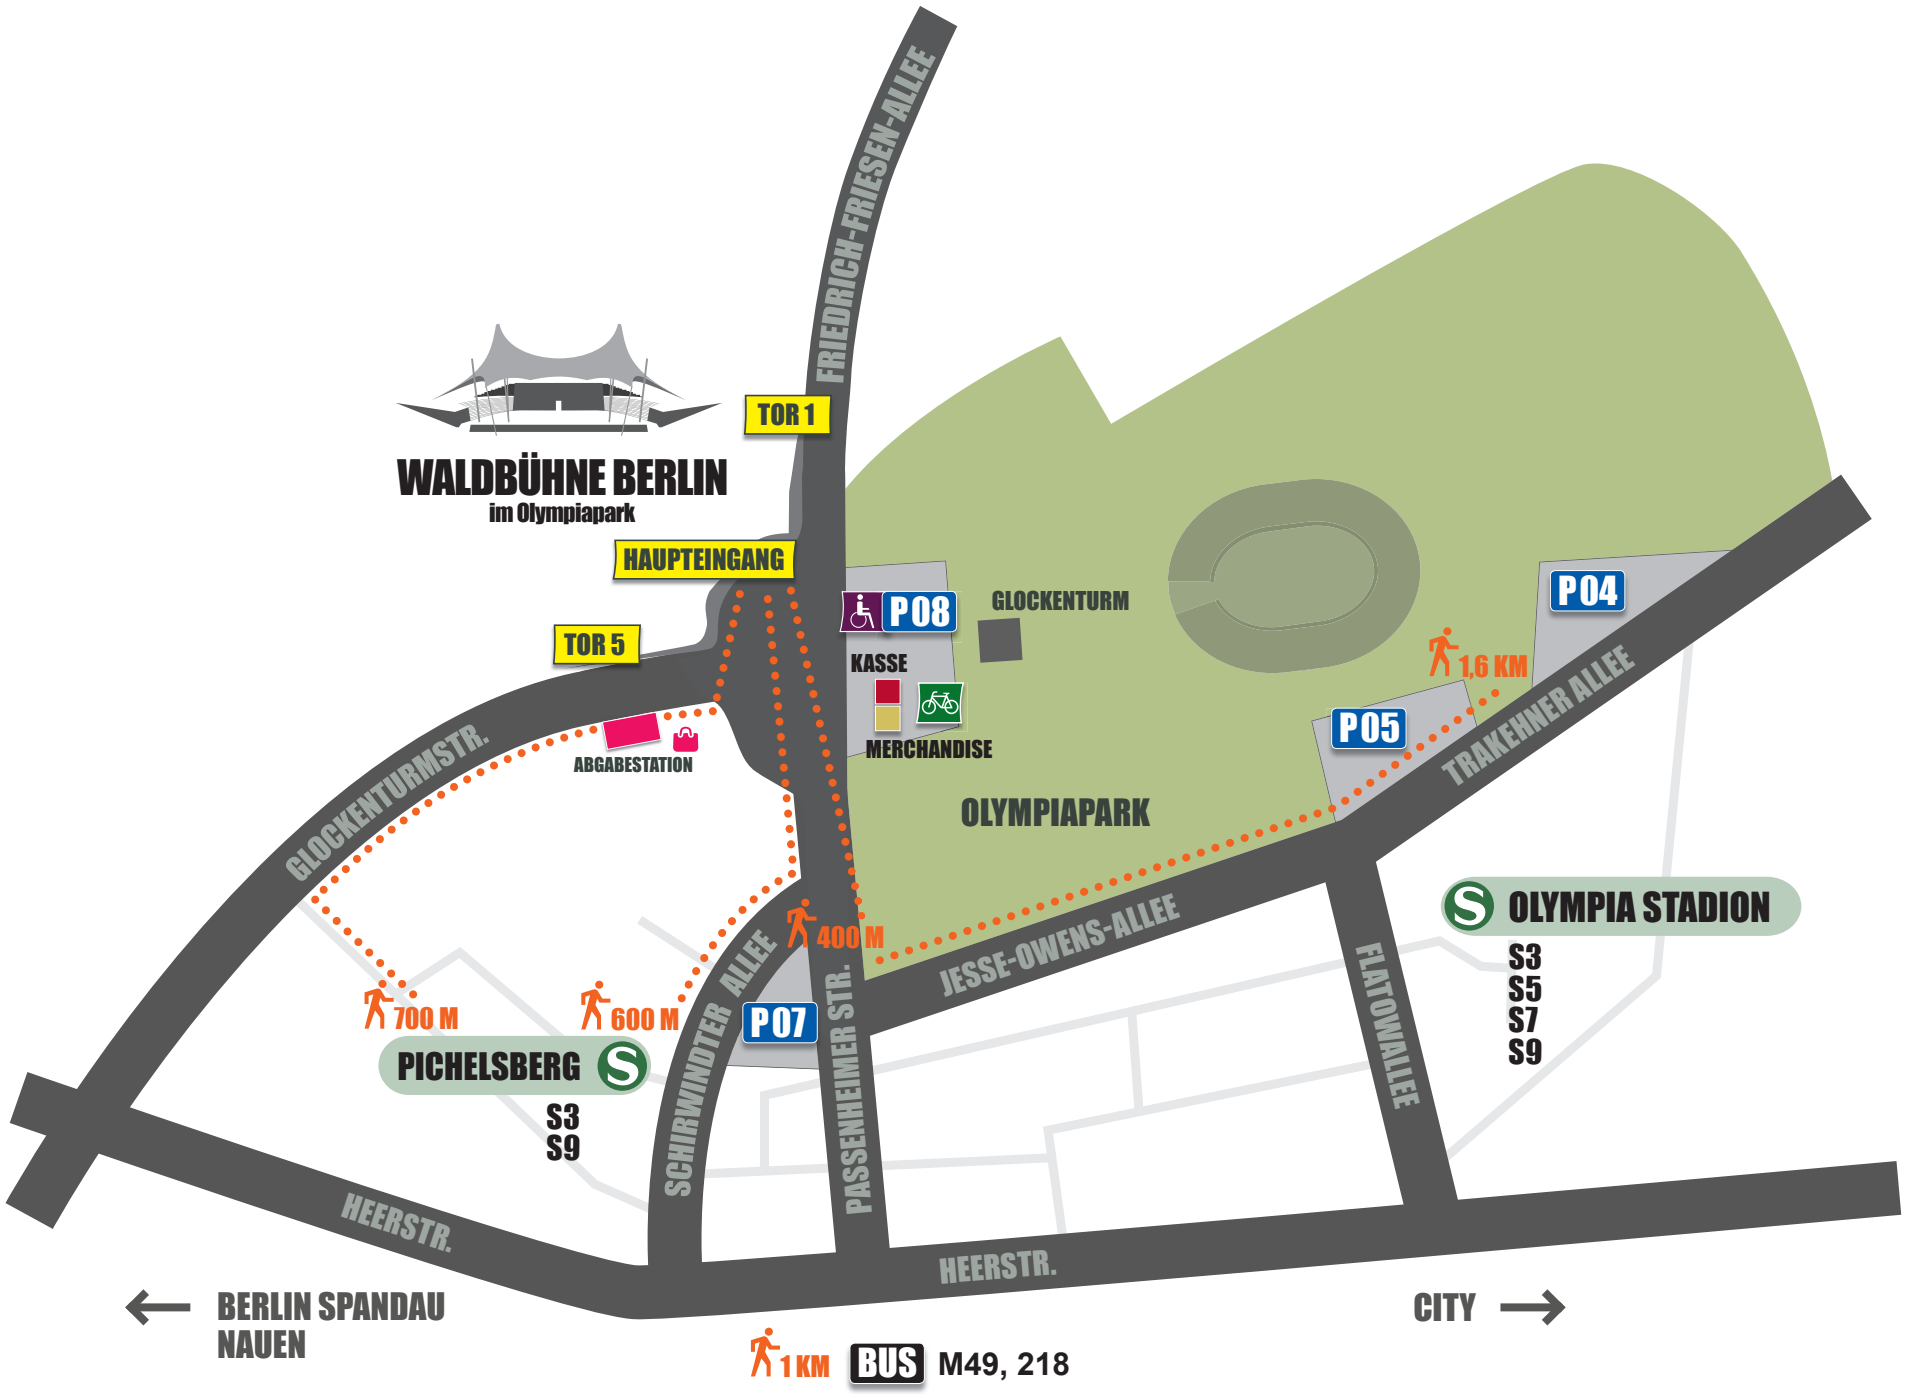 FRIEDRICH-FRIESEN-ALLEE
TOR 1
WALDBÜHNE BERLIN
im Olympiapark
HAUPTEINGANG
TOR 5
P08
GLOCKENTURM
KASSE
MERCHANDISE
P04
1,6 KM
P05
TRAKEHNER ALLEE
GLOCKENTURMSTR.
ABGABESTATION
OLYMPIAPARK
400 M
JESSE-OWENS-ALLEE
S OLYMPIA STADION
S3
S5
S7
S9
FLATOWALLEE
700 M
600 M
P07
PICHELSBERG S
S3
S9
SCHIRWINDTER ALLEE
PASSENHEIMER STR.
HEERSTR.
HEERSTR.
BERLIN SPANDAU
NAUEN
CITY
1 KM BUS M49, 218